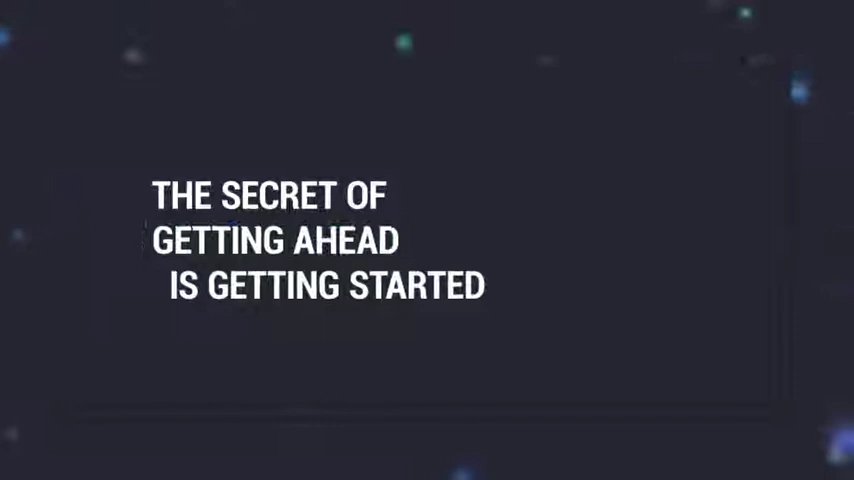 THE SECRET OF
GETTING AHEAD
IS GETTING STARTED